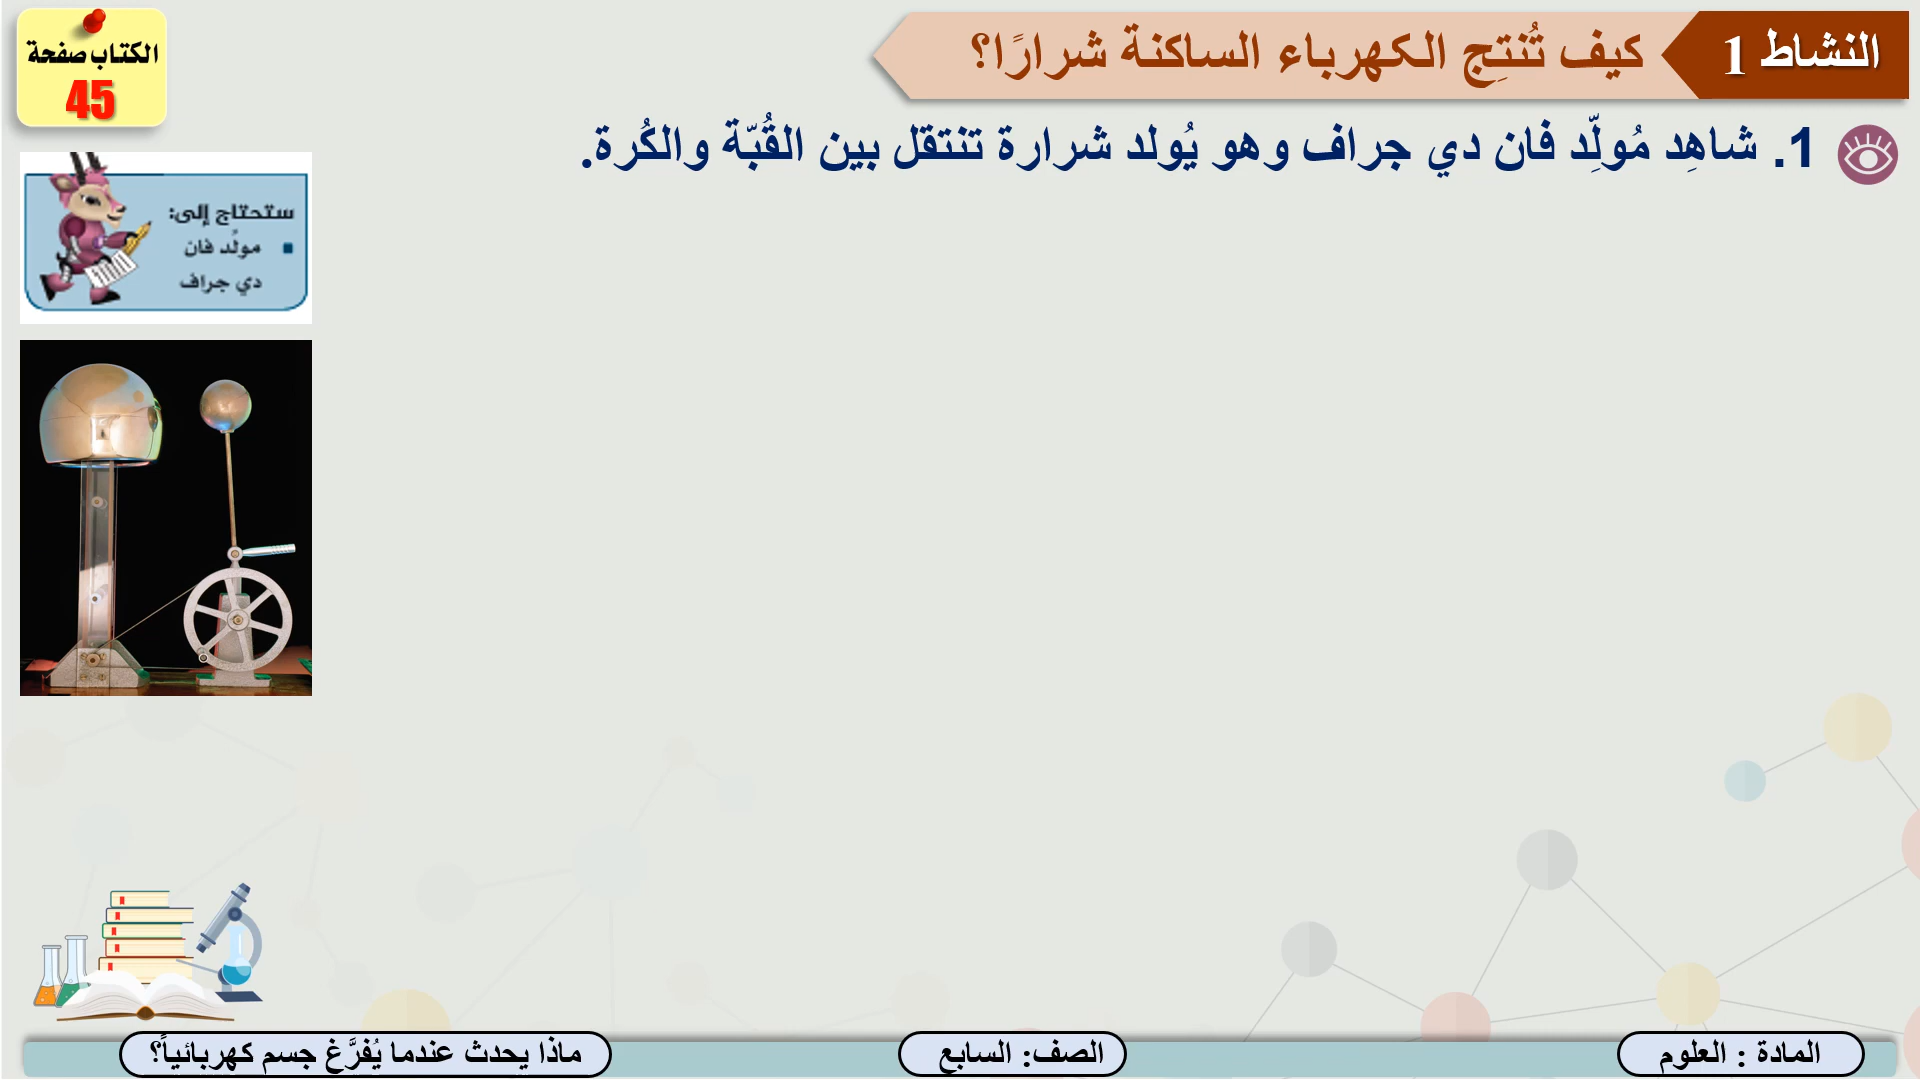 النشاط 1
كيف تُنتِج الكهرباء الساكنة شرارًا؟
الكتاب صفحة
45
1. شاهِد مُولِّد فان دي جراف وهو يُولد شرارة تنتقل بين القُبّة والكُرة.
ستحتاج إلى:
▪ مولّد فان
دي جراف
المادة : العلوم
الصف: السابع
ماذا يحدث عندما يُفرَّغ جسم كهربائياً؟